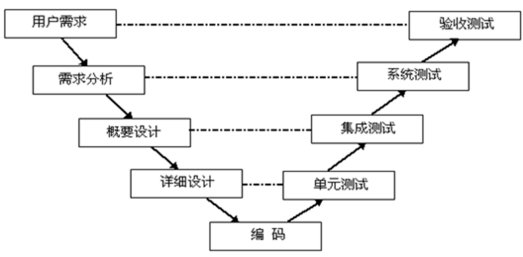 用户需求
验收测试
需求分析
系统测试
概要设计
集成测试
详细设计
单元测试
编 码